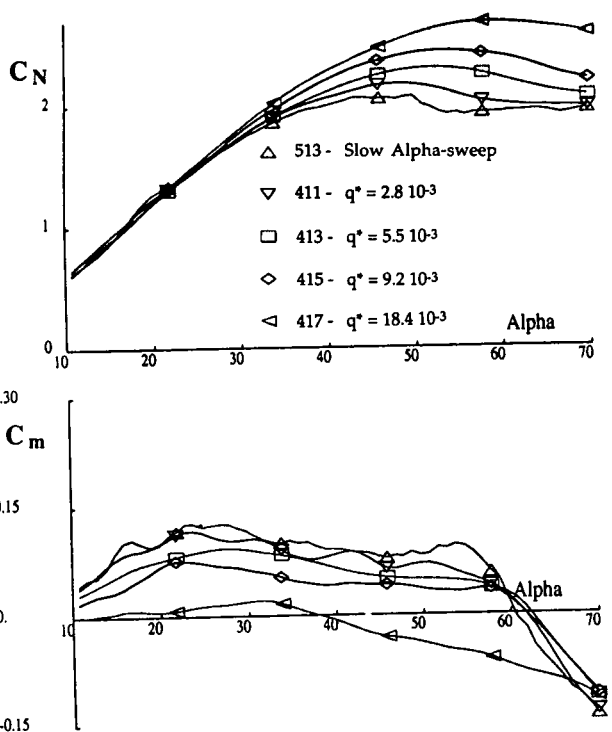 C_N
2
513 - Slow Alpha-sweep
411 - q* = 2.8 10⁻³
1
413 - q* = 5.5 10⁻³
415 - q* = 9.2 10⁻³
417 - q* = 18.4 10⁻³ Alpha
0
10 20 30 40 50 60 70
.30
C_m
.15
Alpha
0.
10 20 30 40 50 60 70
-0.15